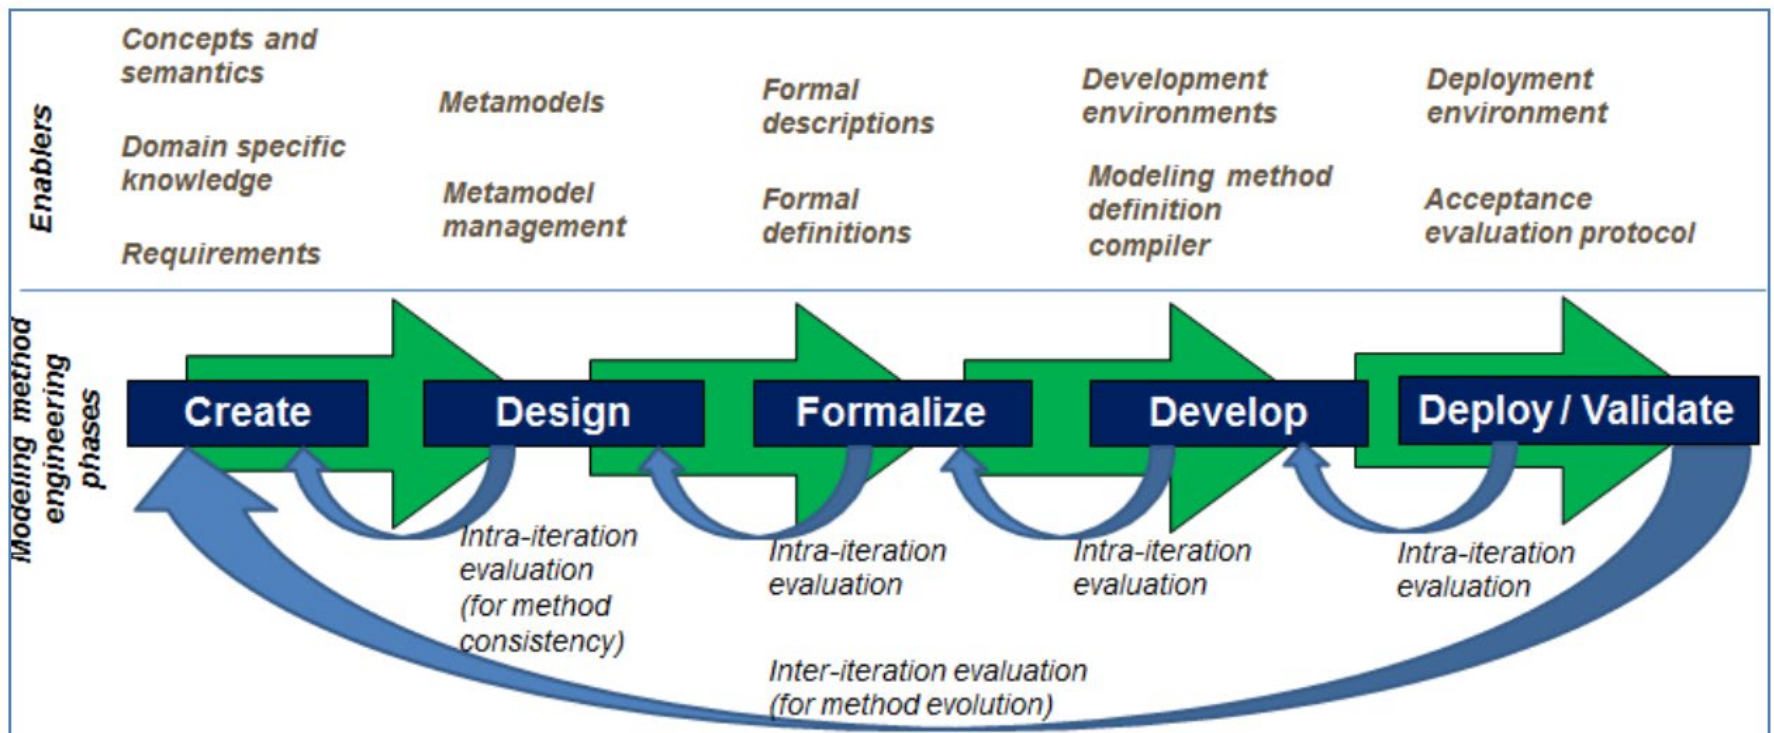 Enablers
Concepts and
semantics
Domain specific
knowledge
Requirements
Metamodels
Metamodel
management
Formal
descriptions
Formal
definitions
Development
environments
Modeling method
definition
compiler
Deployment
environment
Acceptance
evaluation protocol
Modeling method
engineering
phases
Create
Design
Formalize
Develop
Deploy / Validate
Intra-iteration
evaluation
(for method
consistency)
Intra-iteration
evaluation
Intra-iteration
evaluation
Intra-iteration
evaluation
Inter-iteration evaluation
(for method evolution)